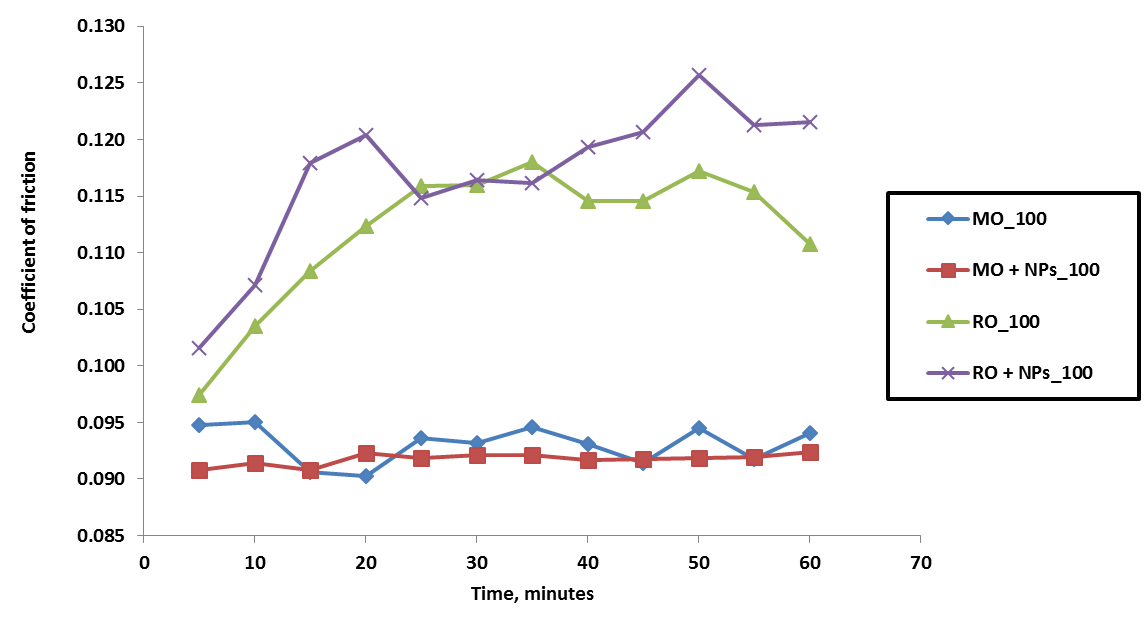 0.130
0.125
0.120
0.115
0.110
0.105
0.100
0.095
0.090
0.085
Coefficient of friction
0 10 20 30 40 50 60 70
Time, minutes
MO_100
MO + NPs_100
RO_100
RO + NPs_100